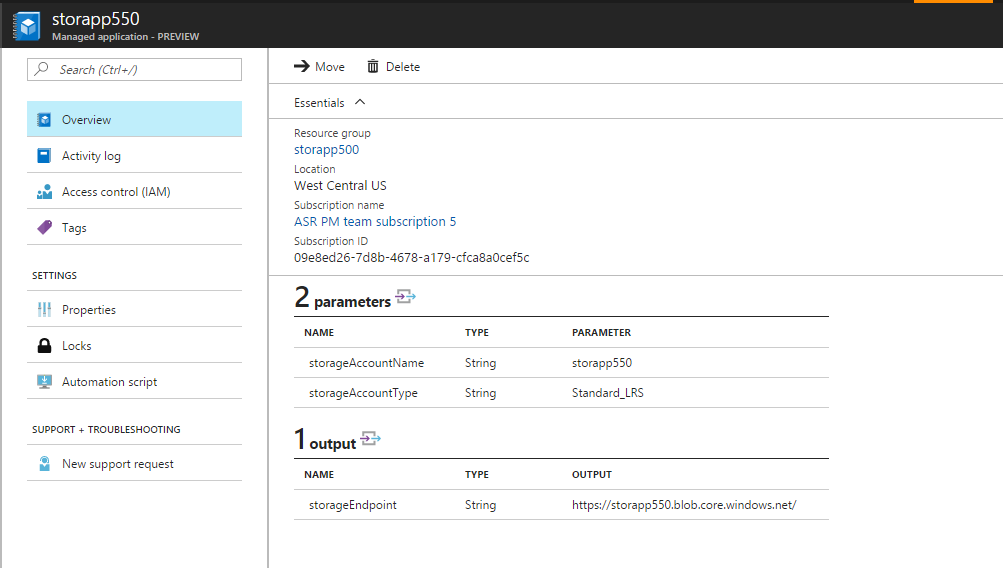 storapp550
Managed application - PREVIEW
Search (Ctrl+/)
Overview
Activity log
Access control (IAM)
Tags
SETTINGS
Properties
Locks
Automation script
SUPPORT + TROUBLESHOOTING
New support request
Move Delete
Essentials
Resource group
storapp500
Location
West Central US
Subscription name
ASR PM team subscription 5
Subscription ID
09e8ed26-7d8b-4678-a179-cfca8a0cef5c
2 parameters
NAME TYPE PARAMETER
storageAccountName String storapp550
storageAccountType String Standard_LRS
1 output
NAME TYPE OUTPUT
storageEndpoint String https://storapp550.blob.core.windows.net/